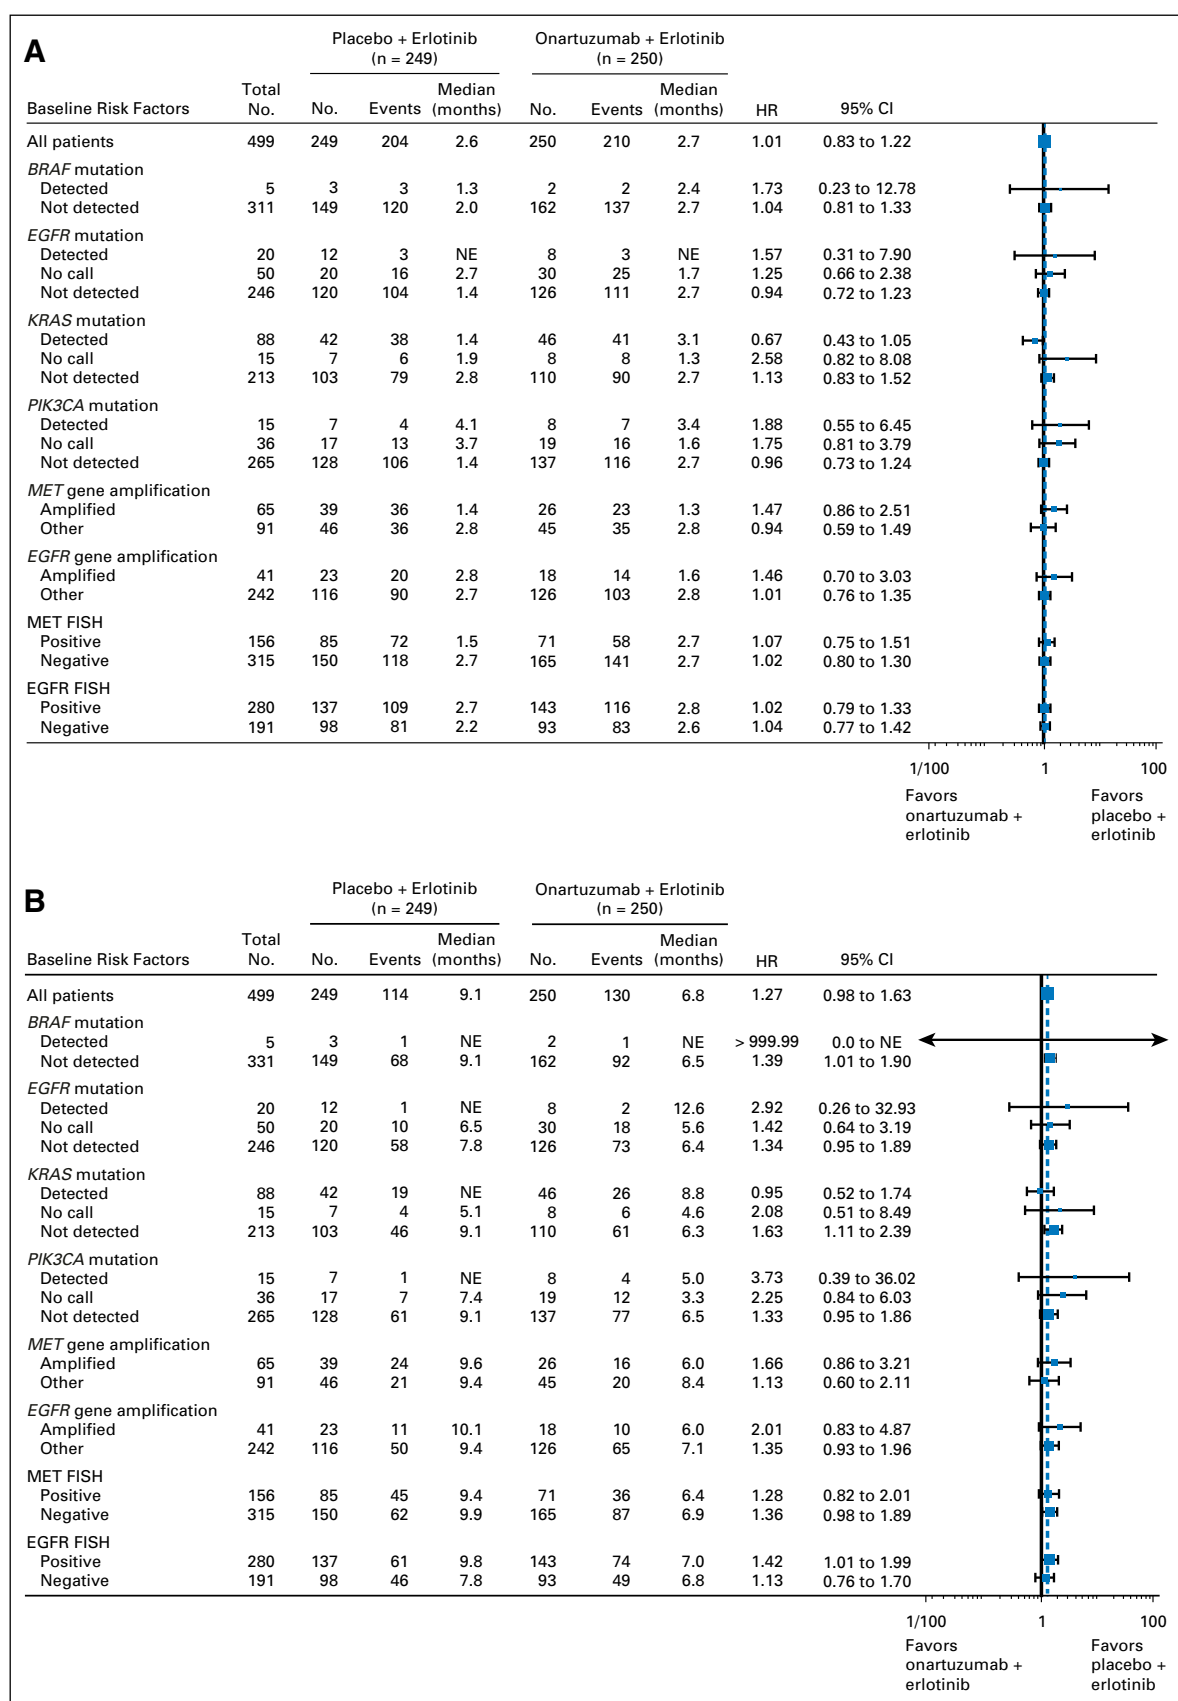 A
Placebo + Erlotinib Onartuzumab + Erlotinib
(n = 249) (n = 250)
Total Median Median
Baseline Risk Factors No. No. Events (months) No. Events (months) HR 95% CI
All patients 499 249 204 2.6 250 210 2.7 1.01 0.83 to 1.22
BRAF mutation
Detected 5 3 3 1.3 2 2 2.4 1.73 0.23 to 12.78
Not detected 311 149 120 2.0 162 137 2.7 1.04 0.81 to 1.33
EGFR mutation
Detected 20 12 3 NE 8 3 NE 1.57 0.31 to 7.90
No call 50 20 16 2.7 30 25 1.7 1.25 0.66 to 2.38
Not detected 246 120 104 1.4 126 111 2.7 0.94 0.72 to 1.23
KRAS mutation
Detected 88 42 38 1.4 46 41 3.1 0.67 0.43 to 1.05
No call 15 7 6 1.9 8 8 1.3 2.58 0.82 to 8.08
Not detected 213 103 79 2.8 110 90 2.7 1.13 0.83 to 1.52
PIK3CA mutation
Detected 15 7 4 4.1 8 7 3.4 1.88 0.55 to 6.45
No call 36 17 13 3.7 19 16 1.6 1.75 0.81 to 3.79
Not detected 265 128 106 1.4 137 116 2.7 0.96 0.73 to 1.24
MET gene amplification
Amplified 65 39 36 1.4 26 23 1.3 1.47 0.86 to 2.51
Other 91 46 36 2.8 45 35 2.8 0.94 0.59 to 1.49
EGFR gene amplification
Amplified 41 23 20 2.8 18 14 1.6 1.46 0.70 to 3.03
Other 242 116 90 2.7 126 103 2.8 1.01 0.76 to 1.35
MET FISH
Positive 156 85 72 1.5 71 58 2.7 1.07 0.75 to 1.51
Negative 315 150 118 2.7 165 141 2.7 1.02 0.80 to 1.30
EGFR FISH
Positive 280 137 109 2.7 143 116 2.8 1.02 0.79 to 1.33
Negative 191 98 81 2.2 93 83 2.6 1.04 0.77 to 1.42
1/100 1 100
Favors Favors
onartuzumab + placebo +
erlotinib erlotinib
B
Placebo + Erlotinib Onartuzumab + Erlotinib
(n = 249) (n = 250)
Total Median Median
Baseline Risk Factors No. No. Events (months) No. Events (months) HR 95% CI
All patients 499 249 114 9.1 250 130 6.8 1.27 0.98 to 1.63
BRAF mutation
Detected 5 3 1 NE 2 1 NE > 999.99 0.0 to NE
Not detected 331 149 68 9.1 162 92 6.5 1.39 1.01 to 1.90
EGFR mutation
Detected 20 12 1 NE 8 2 12.6 2.92 0.26 to 32.93
No call 50 20 10 6.5 30 18 5.6 1.42 0.64 to 3.19
Not detected 246 120 58 7.8 126 73 6.4 1.34 0.95 to 1.89
KRAS mutation
Detected 88 42 19 NE 46 26 8.8 0.95 0.52 to 1.74
No call 15 7 4 5.1 8 6 4.6 2.08 0.51 to 8.49
Not detected 213 103 46 9.1 110 61 6.3 1.63 1.11 to 2.39
PIK3CA mutation
Detected 15 7 1 NE 8 4 5.0 3.73 0.39 to 36.02
No call 36 17 7 7.4 19 12 3.3 2.25 0.84 to 6.03
Not detected 265 128 61 9.1 137 77 6.5 1.33 0.95 to 1.86
MET gene amplification
Amplified 65 39 24 9.6 26 16 6.0 1.66 0.86 to 3.21
Other 91 46 21 9.4 45 20 8.4 1.13 0.60 to 2.11
EGFR gene amplification
Amplified 41 23 11 10.1 18 10 6.0 2.01 0.83 to 4.87
Other 242 116 50 9.4 126 65 7.1 1.35 0.93 to 1.96
MET FISH
Positive 156 85 45 9.4 71 36 6.4 1.28 0.82 to 2.01
Negative 315 150 62 9.9 165 87 6.9 1.36 0.98 to 1.89
EGFR FISH
Positive 280 137 61 9.8 143 74 7.0 1.42 1.01 to 1.99
Negative 191 98 46 7.8 93 49 6.8 1.13 0.76 to 1.70
1/100 1 100
Favors Favors
onartuzumab + placebo +
erlotinib erlotinib